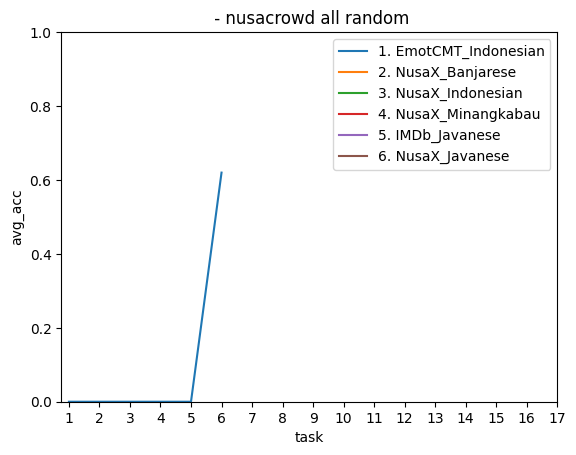 - nusacrowd all random
1.0
0.8
0.6
0.4
0.2
0.0
avg_acc
1. EmotCMT_Indonesian
2. NusaX_Banjarese
3. NusaX_Indonesian
4. NusaX_Minangkabau
5. IMDb_Javanese
6. NusaX_Javanese
1 2 3 4 5 6 7 8 9 10 11 12 13 14 15 16 17
task